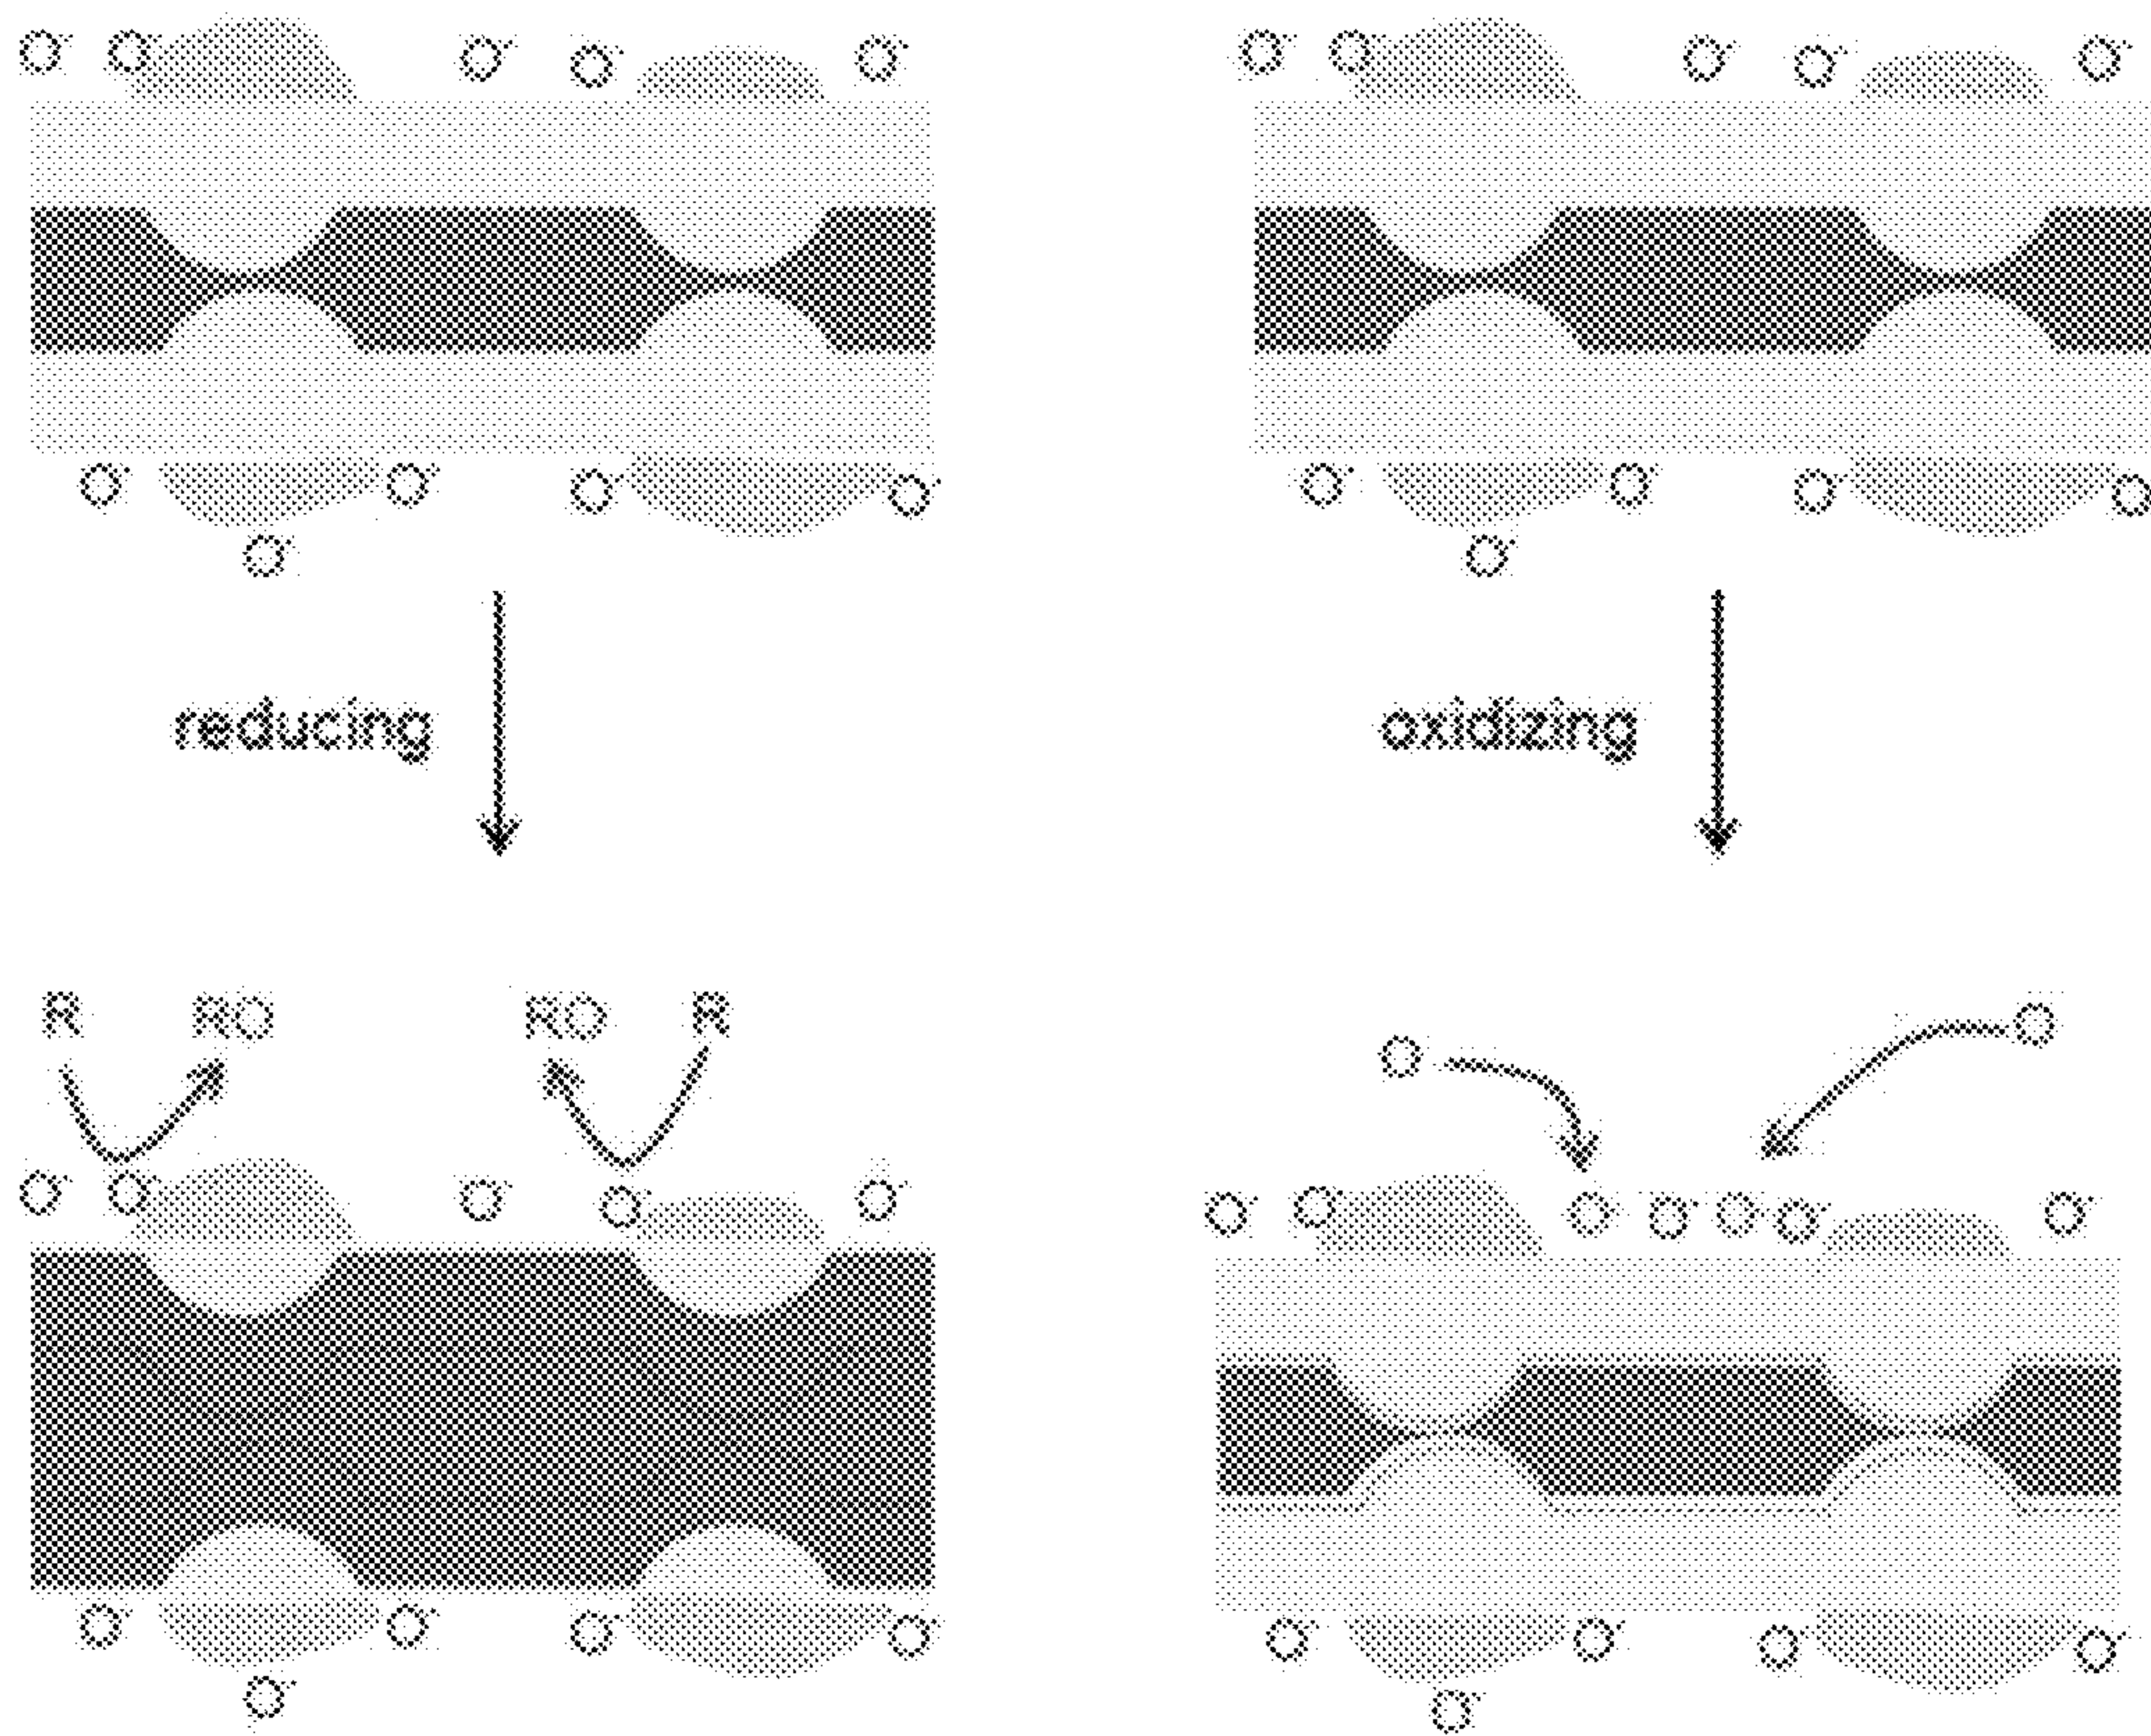 O⁻ O⁻ O⁻ O⁻ O⁻ O⁻ O⁻ O⁻ O⁻ O⁻
O⁻ O⁻ O⁻ O⁻ O⁻ O⁻ O⁻ O⁻
O⁻ O⁻
reducing oxidizing
R RO RO R O O
O⁻ O⁻ O⁻ O⁻ O⁻ O⁻ O⁻ O⁻ O⁻ O⁻ O⁻ O⁻
O⁻ O⁻ O⁻ O⁻ O⁻ O⁻ O⁻ O⁻
O⁻ O⁻